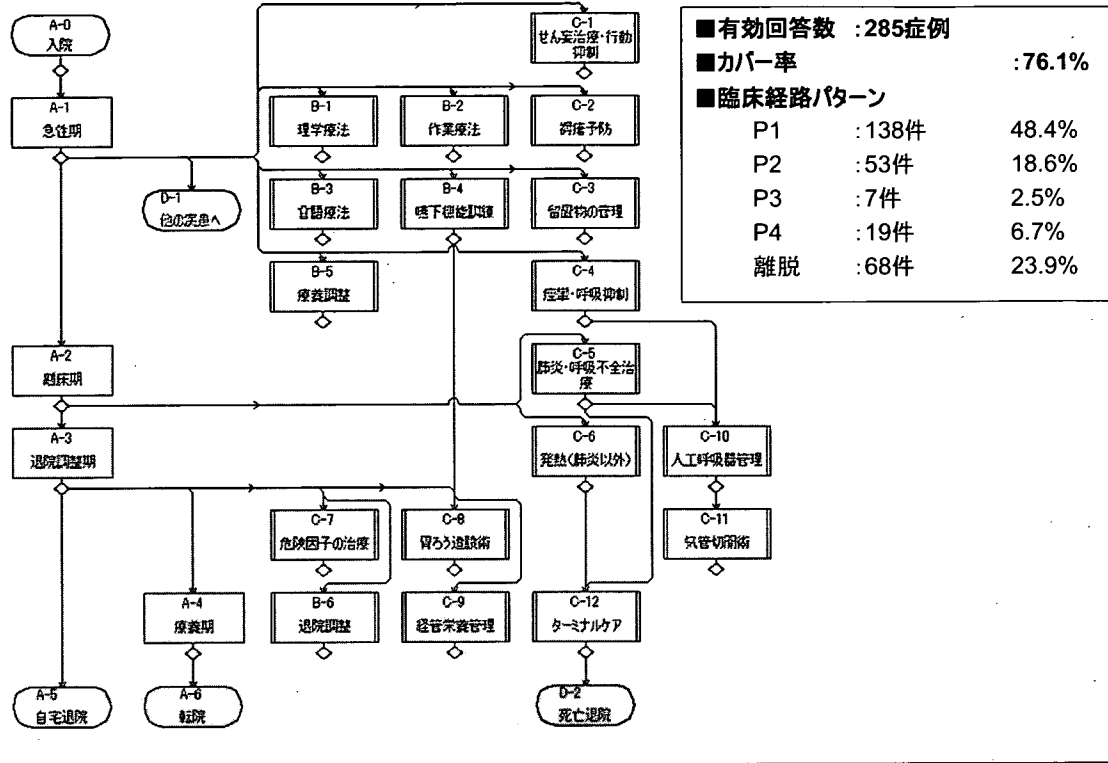 A-0
入院
A-1
急性期
D-1
他の疾患へ
B-1
理学療法
B-2
作業療法
B-3
言語療法
B-4
嚥下機能訓練
B-5
療養調整
C-1
せん妄治療・行動
抑制
C-2
褥瘡予防
C-3
留置物の管理
C-4
痙攣・呼吸抑制
A-2
離床期
A-3
退院調整期
C-5
肺炎・呼吸不全治
療
C-6
発熱(肺炎以外)
C-10
人工呼吸器管理
C-11
気管切開術
C-7
危険因子の治療
C-8
胃ろう造設術
A-4
療養期
B-6
退院調整
C-9
経管栄養管理
C-12
ターミナルケア
A-5
自宅退院
A-6
転院
D-2
死亡退院
■有効回答数 :285症例
■カバー率 :76.1%
■臨床経路パターン
P1 :138件 48.4%
P2 :53件 18.6%
P3 :7件 2.5%
P4 :19件 6.7%
離脱 :68件 23.9%